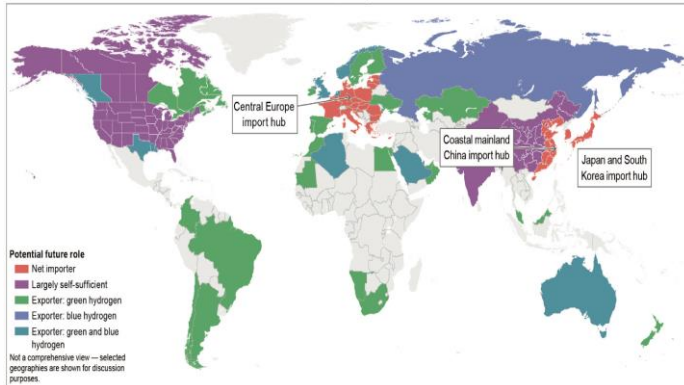 Central Europe
import hub
Coastal mainland
China import hub
Japan and South
Korea import hub
Potential future role
Net importer
Largely self-sufficient
Exporter: green hydrogen
Exporter: blue hydrogen
Exporter: green and blue
hydrogen
Not a comprehensive view — selected
geographies are shown for discussion
purposes.